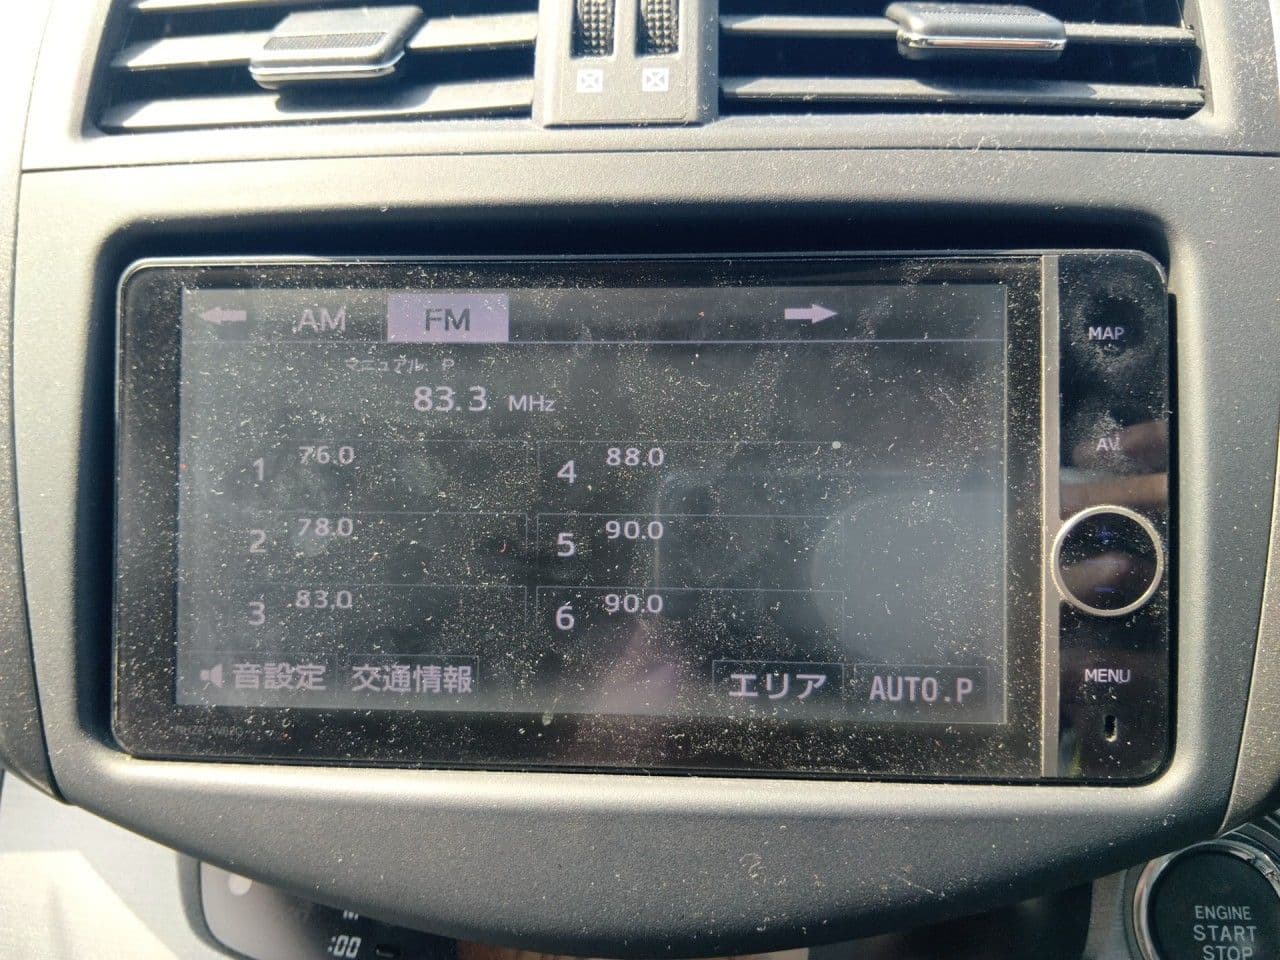 AM FM
マニュアル P
83.3 MHz
1 76.0
4 88.0
2 78.0
5 90.0
3 83.0
6 90.0
音設定 交通情報 エリア AUTO.P
MAP
AV
+
-
MENU
:00
ENGINE
START
STOP